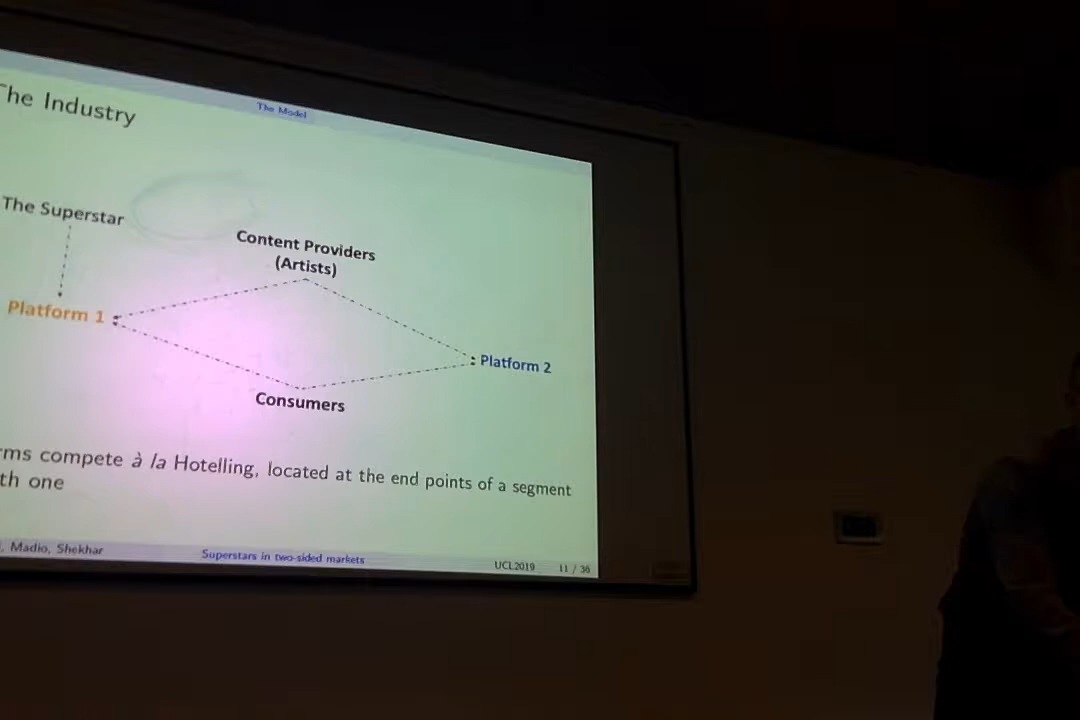 The Model
The Industry
The Superstar
Content Providers
(Artists)
Platform 1
Platform 2
Consumers
rms compete à la Hotelling, located at the end points of a segment
th one
, Madio, Shekhar
Superstars in two-sided markets
UCL2019 11 / 36